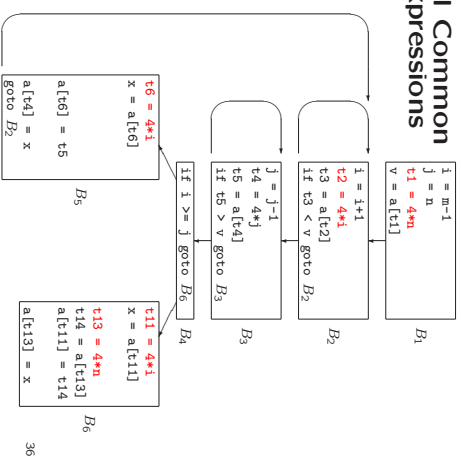 l Common
xpressions
i = m-1
j = n
t1 = 4*n
v = a[t1]
B1
i = i+1
t2 = 4*i
t3 = a[t2]
if t3 < v goto B2
B2
j = j-1
t4 = 4*j
t5 = a[t4]
if t5 > v goto B3
B3
if i >= j goto B6
B4
t6 = 4*i
x = a[t6]
a[t6] = t5
a[t4] = x
goto B2
B5
t11 = 4*i
x = a[t11]
t13 = 4*n
t14 = a[t13]
a[t11] = t14
a[t13] = x
B6
36